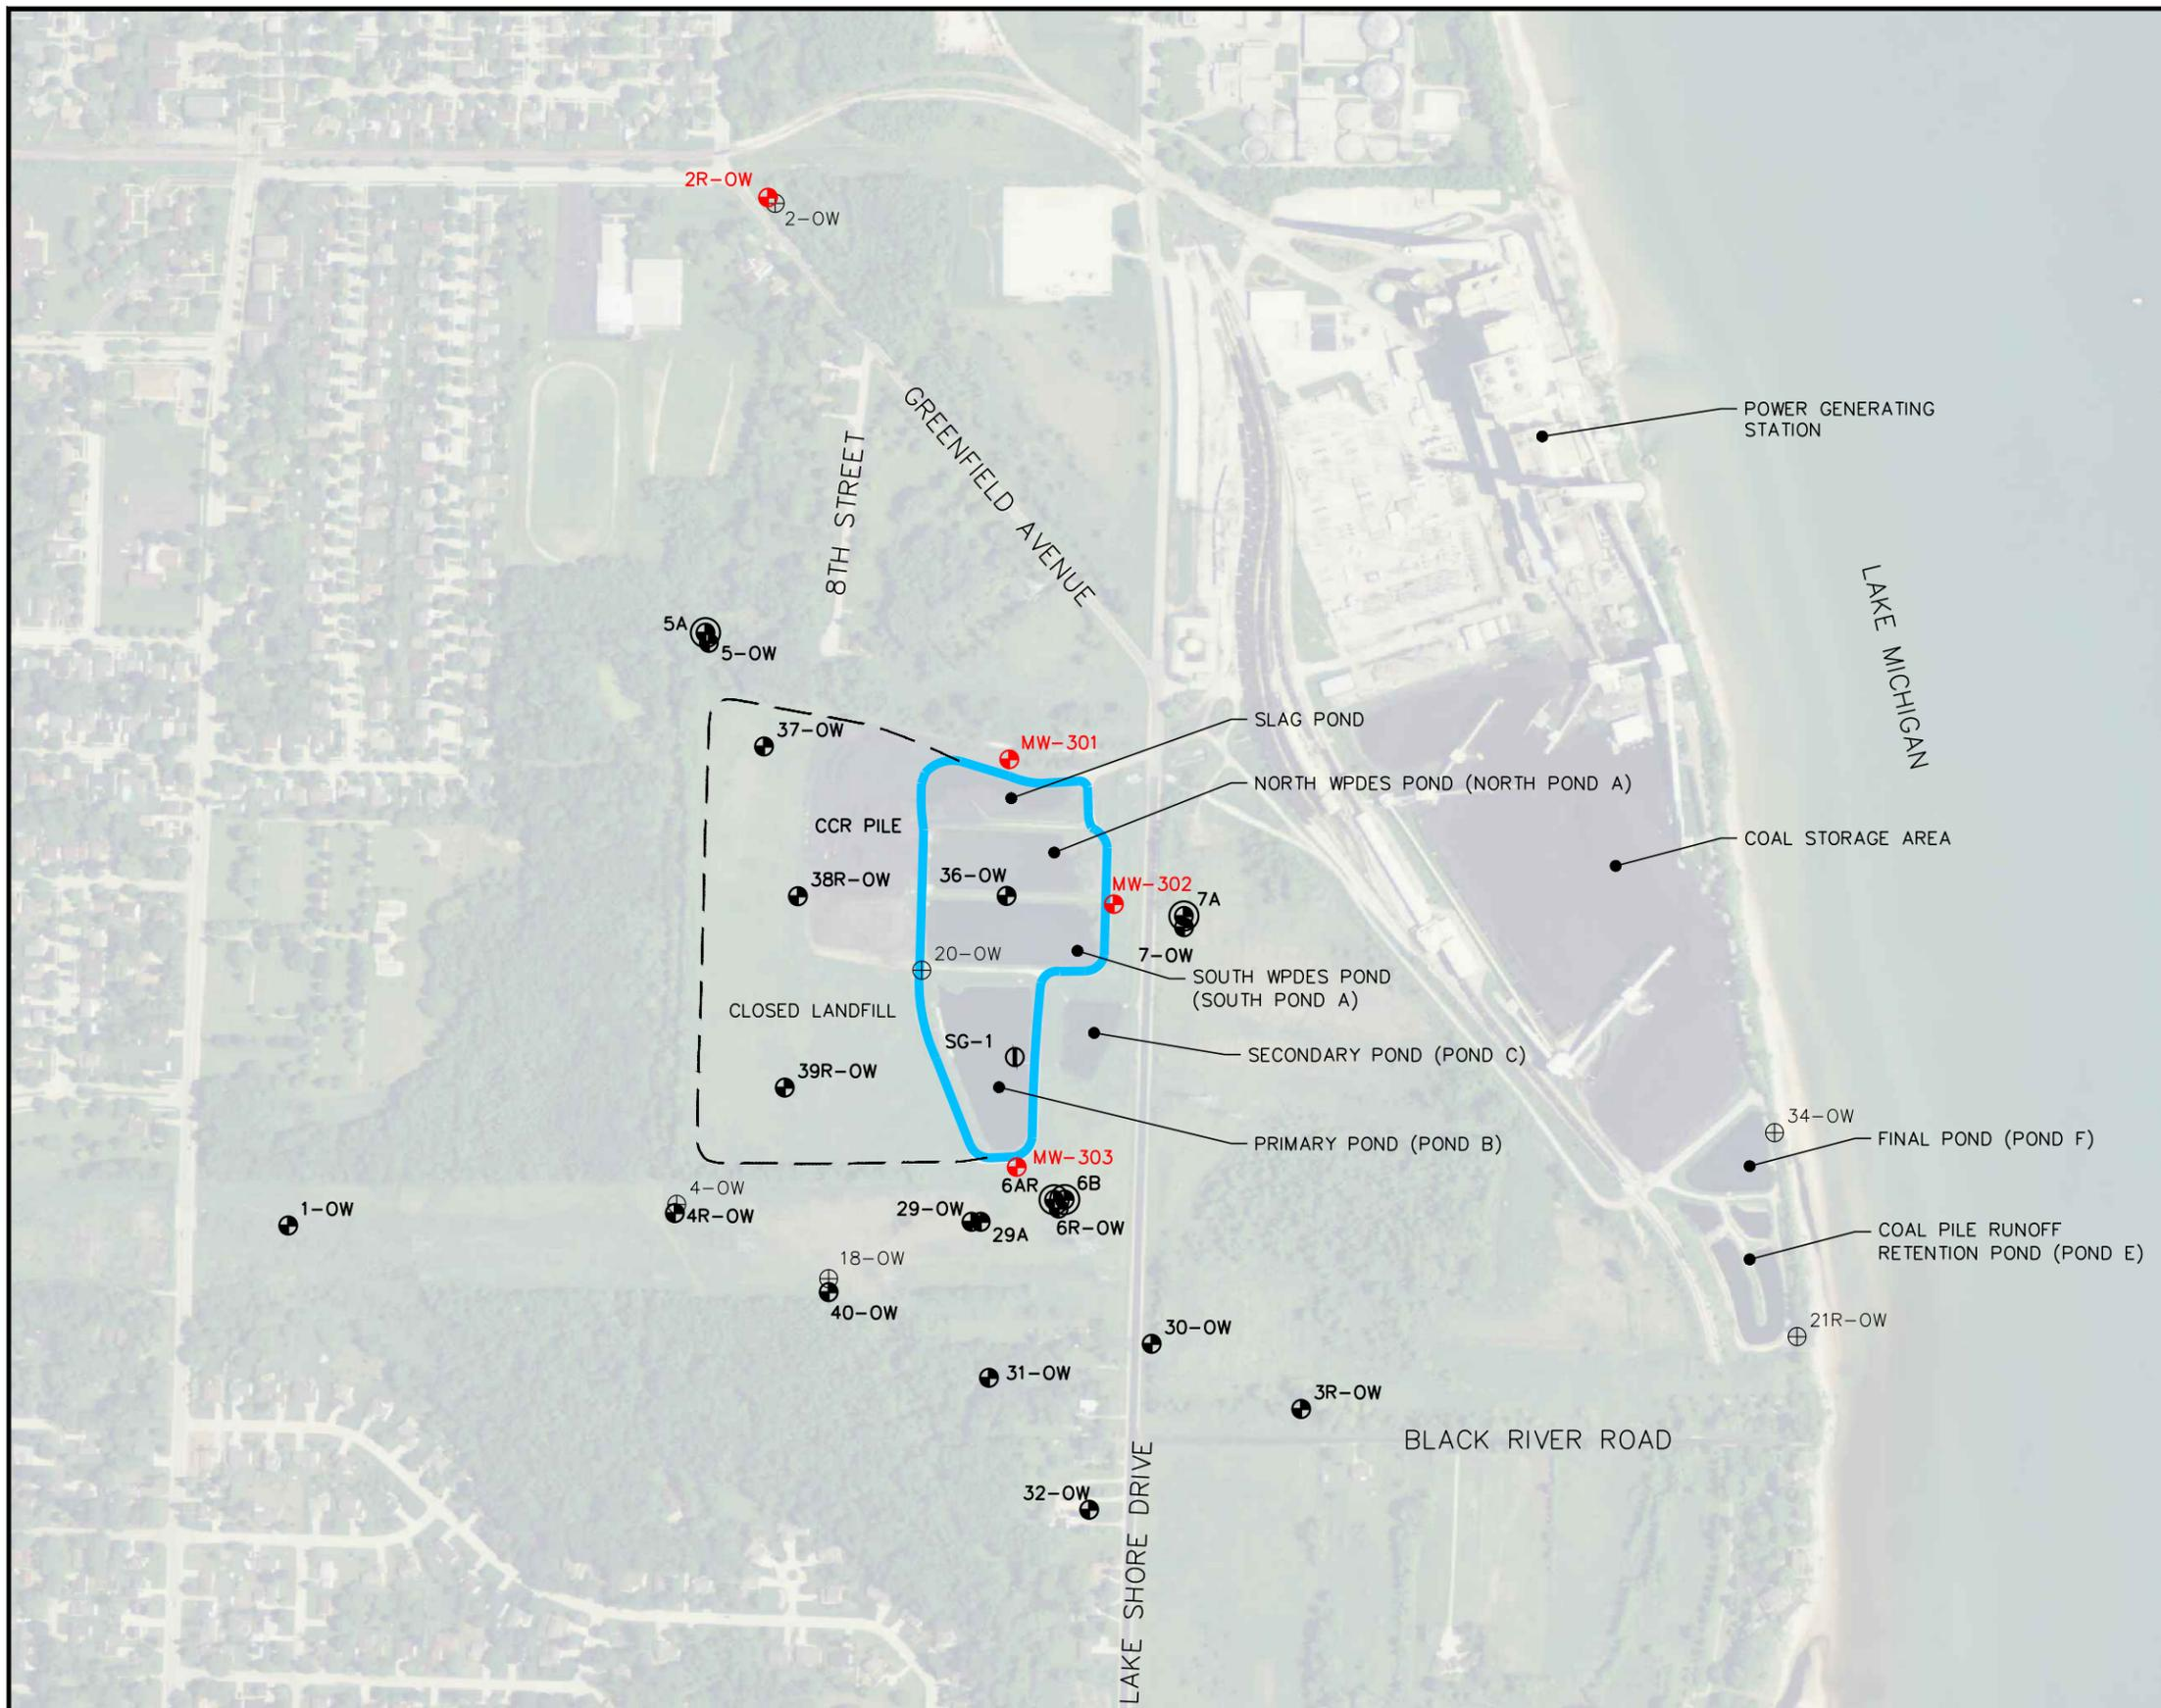 2R-OW
2-OW
POWER GENERATING
STATION
GREENFIELD AVENUE
8TH STREET
LAKE MICHIGAN
5A
5-OW
SLAG POND
37-OW
MW-301
NORTH WPDES POND (NORTH POND A)
CCR PILE
COAL STORAGE AREA
38R-OW
36-OW
MW-302
7A
7-OW
20-OW
SOUTH WPDES POND
(SOUTH POND A)
CLOSED LANDFILL
SG-1
SECONDARY POND (POND C)
39R-OW
34-OW
FINAL POND (POND F)
PRIMARY POND (POND B)
MW-303
6AR
6B
4-OW
4R-OW
1-OW
29-OW
29A
6R-OW
COAL PILE RUNOFF
RETENTION POND (POND E)
18-OW
40-OW
21R-OW
30-OW
31-OW
3R-OW
BLACK RIVER ROAD
32-OW
LAKE SHORE DRIVE